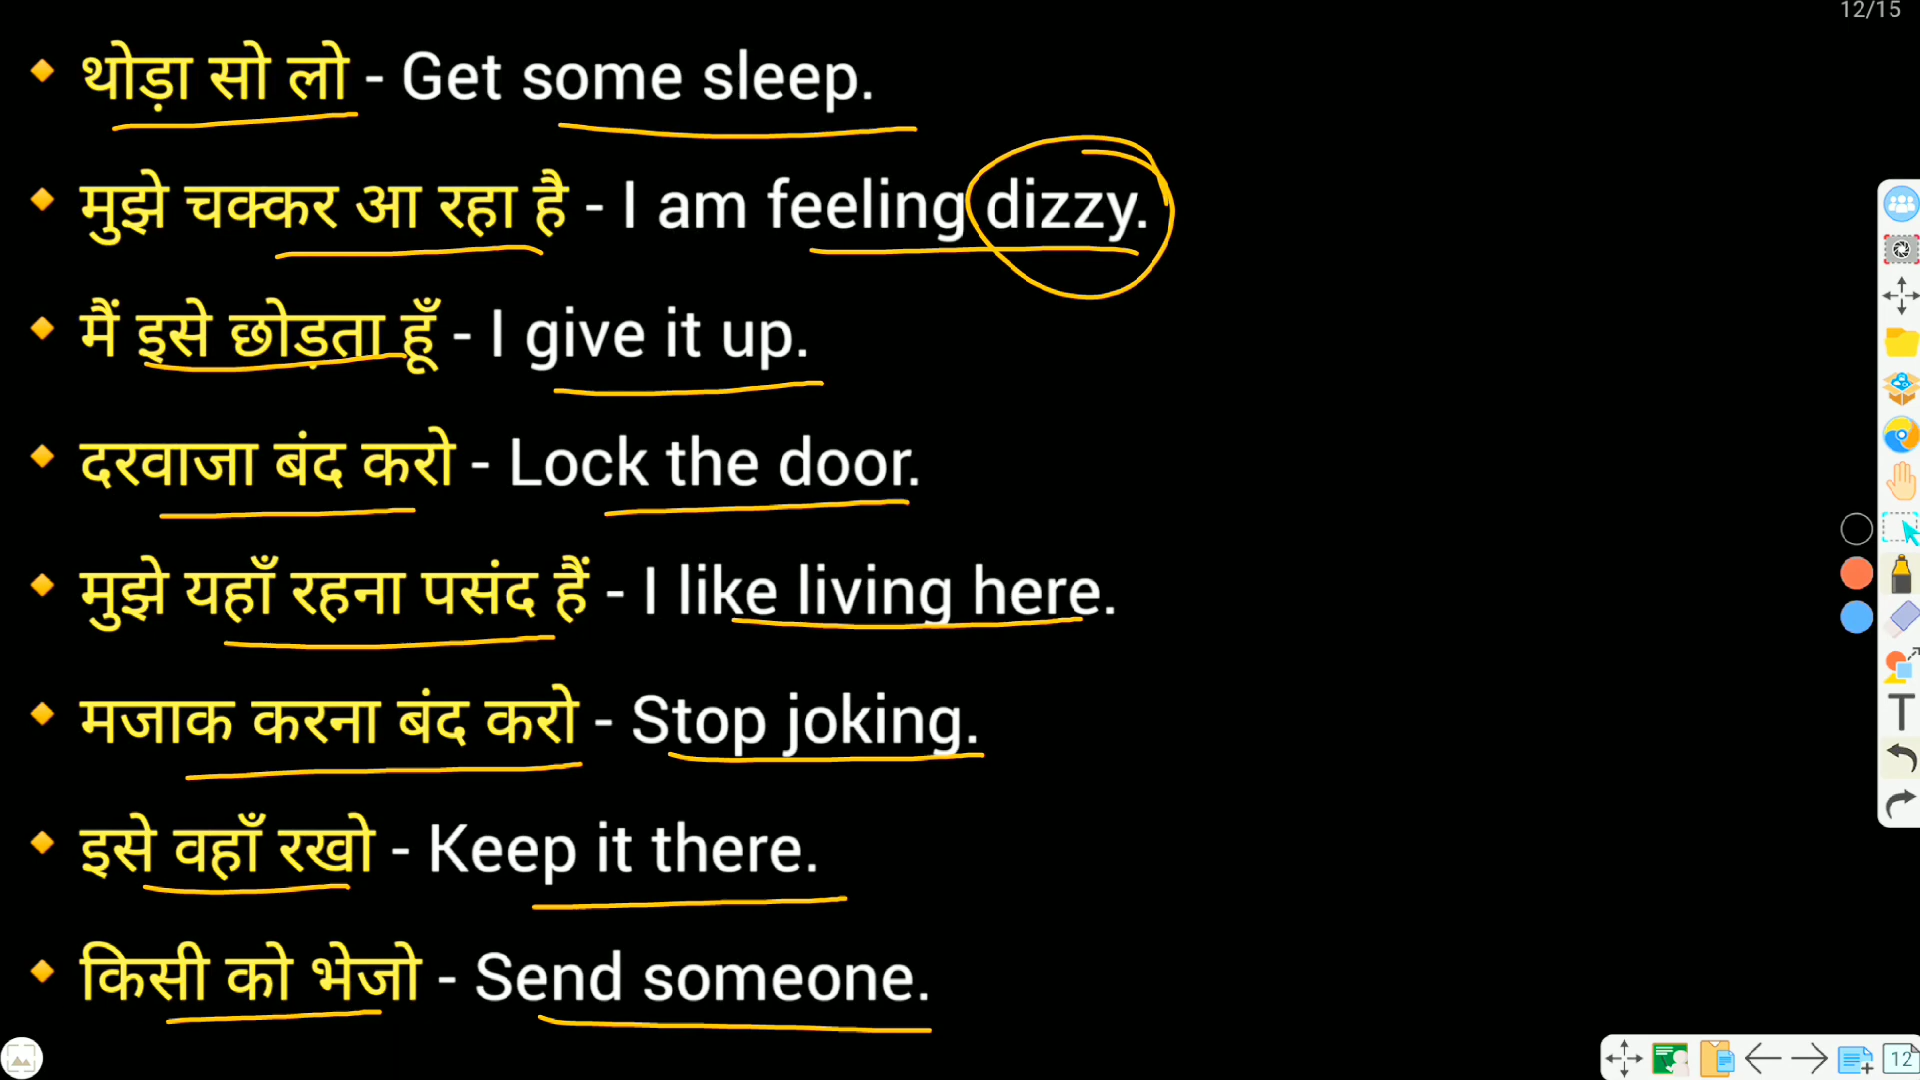 12/15
थोड़ा सो लो - Get some sleep.
मुझे चक्कर आ रहा है - I am feeling dizzy.
मैं इसे छोड़ता हूँ - I give it up.
दरवाजा बंद करो - Lock the door.
मुझे यहाँ रहना पसंद हैं - I like living here.
मजाक करना बंद करो - Stop joking.
इसे वहाँ रखो - Keep it there.
किसी को भेजो - Send someone.
T
12